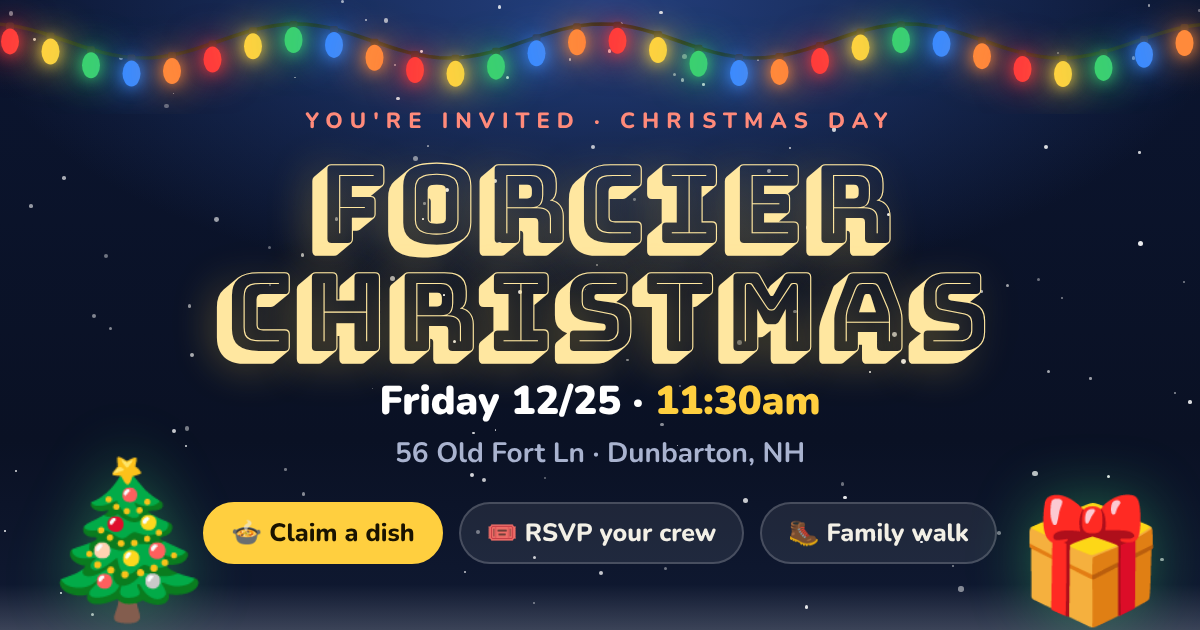 YOU'RE INVITED · CHRISTMAS DAY
FORCIER
CHRISTMAS
Friday 12/25 · 11:30am
56 Old Fort Ln · Dunbarton, NH
Claim a dish
RSVP your crew
Family walk